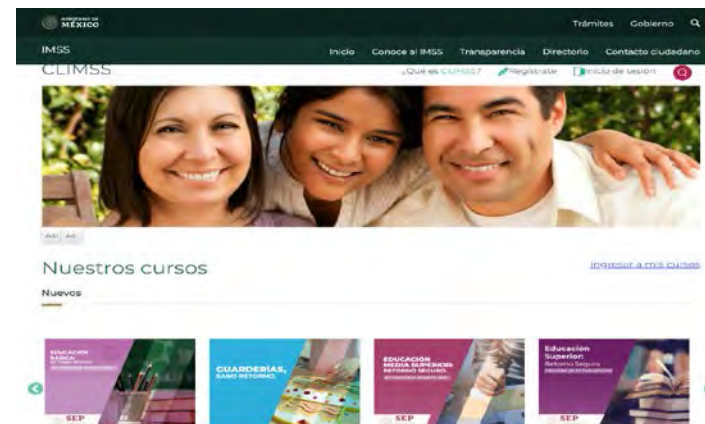 GOBIERNO DE
MÉXICO
Trámites Gobierno
IMSS
Inicio Conoce al IMSS Transparencia Directorio Contacto ciudadano
CLIMSS
¿Qué es CLIMSS? Regístrate Inicio de sesión
Nuestros cursos
Ingresar a mis cursos
Nuevos
EDUCACIÓN
BÁSICA:
GUARDERÍAS,
SANO RETORNO.
EDUCACIÓN
MEDIA SUPERIOR:
RETORNO SEGURO.
Educación
Superior:
Retorno Seguro
SEP
SEP
SEP